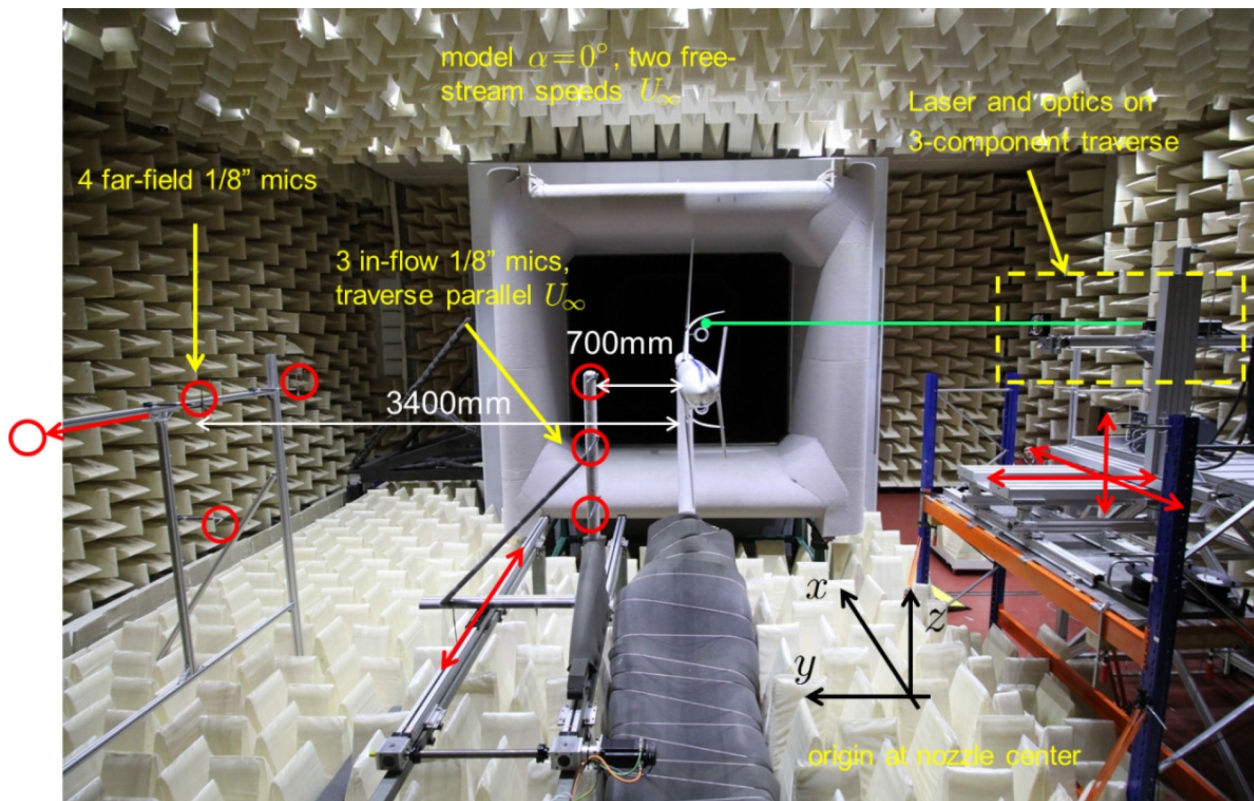 model α=0°, two free-
stream speeds U∞
Laser and optics on
3-component traverse
4 far-field 1/8” mics
3 in-flow 1/8” mics,
traverse parallel U∞
700mm
3400mm
x
z
y
origin at nozzle center